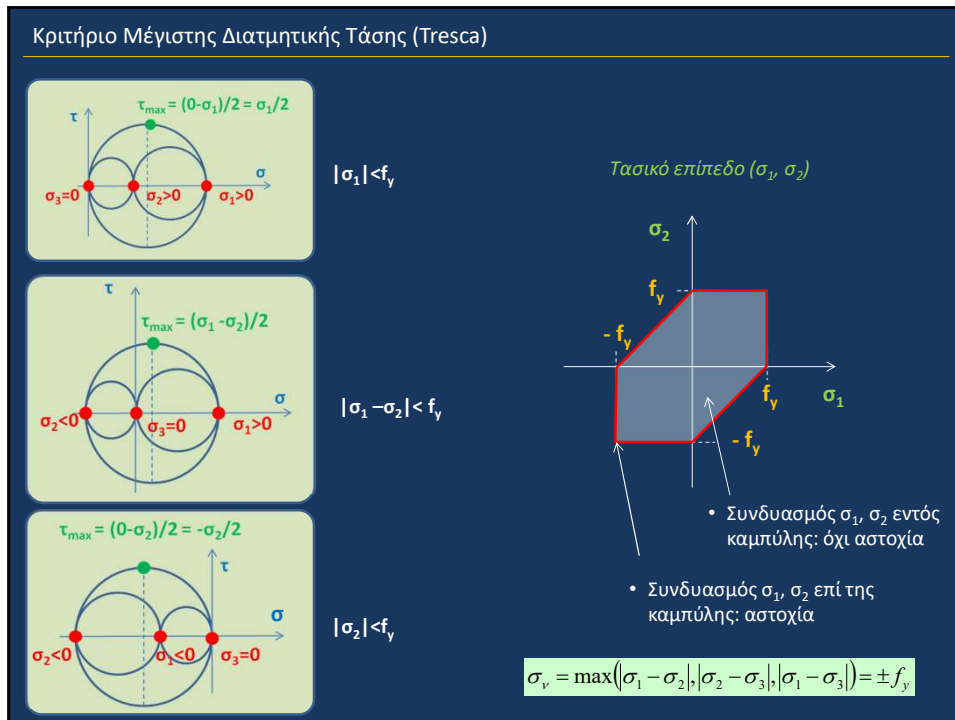 Κριτήριο Μέγιστης Διατμητικής Τάσης (Tresca)
τmax = (0-σ1)/2 = σ1/2
τ
σ
σ3=0
σ2>0
σ1>0
|σ1|<fy
τ
τmax = (σ1 -σ2)/2
σ
σ2<0
σ3=0
σ1>0
|σ1 –σ2|< fy
τmax = (0-σ2)/2 = -σ2/2
τ
σ
σ2<0
σ1<0
σ3=0
|σ2|<fy
Τασικό επίπεδο (σ1, σ2)
σ2
fy
- fy
fy
σ1
- fy
• Συνδυασμός σ1, σ2 εντός
καμπύλης: όχι αστοχία
• Συνδυασμός σ1, σ2 επί της
καμπύλης: αστοχία
σv = max(|σ1 − σ2|,|σ2 − σ3|,|σ1 − σ3|) = ±fy